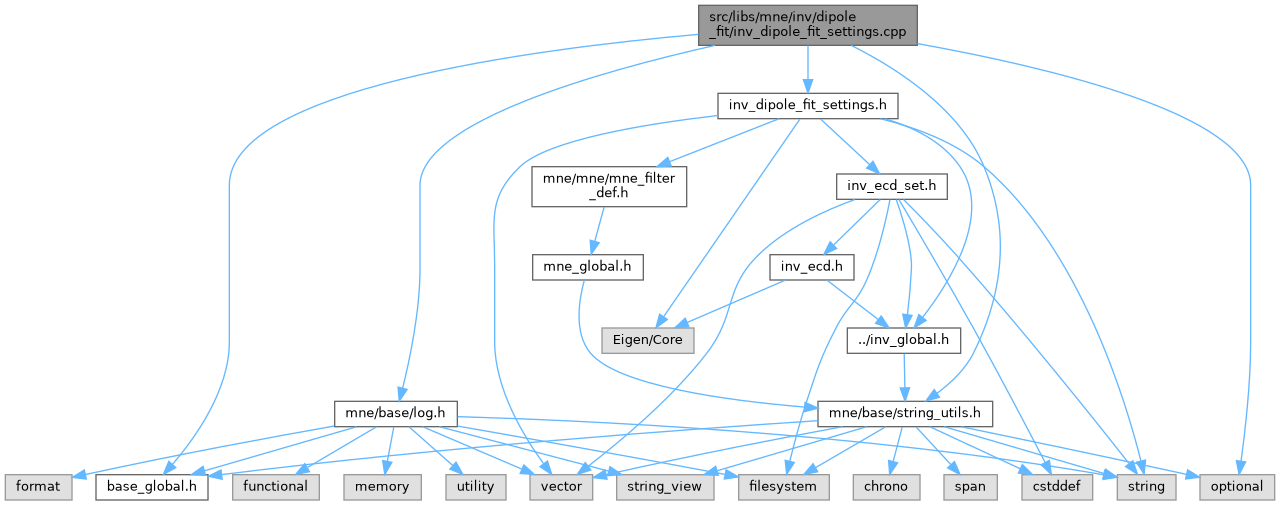 src/libs/mne/inv/dipole
_fit/inv_dipole_fit_settings.cpp
inv_dipole_fit_settings.h
mne/mne/mne_filter
_def.h
inv_ecd_set.h
mne_global.h
inv_ecd.h
Eigen/Core
../inv_global.h
mne/base/log.h
mne/base/string_utils.h
format
base_global.h
functional
memory
utility
vector
string_view
filesystem
chrono
span
cstddef
string
optional